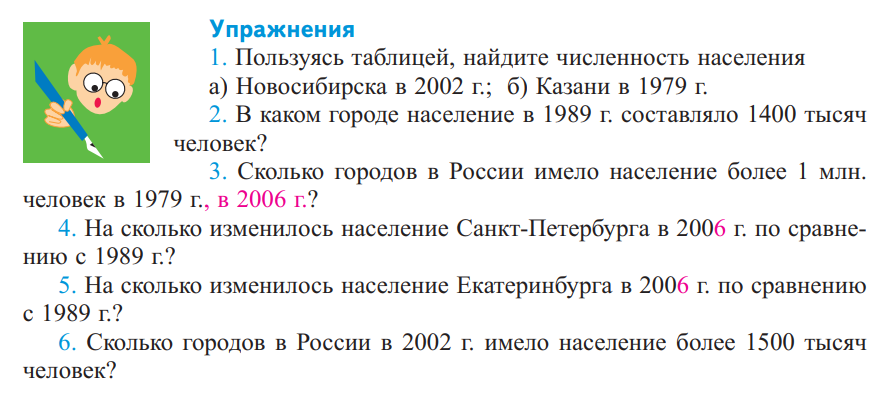 Упражнения
1. Пользуясь таблицей, найдите численность населения
а) Новосибирска в 2002 г.; б) Казани в 1979 г.
2. В каком городе население в 1989 г. составляло 1400 тысяч
человек?
3. Сколько городов в России имело население более 1 млн.
человек в 1979 г., в 2006 г.?
4. На сколько изменилось население Санкт-Петербурга в 2006 г. по сравне-
нию с 1989 г.?
5. На сколько изменилось население Екатеринбурга в 2006 г. по сравнению
с 1989 г.?
6. Сколько городов в России в 2002 г. имело население более 1500 тысяч
человек?